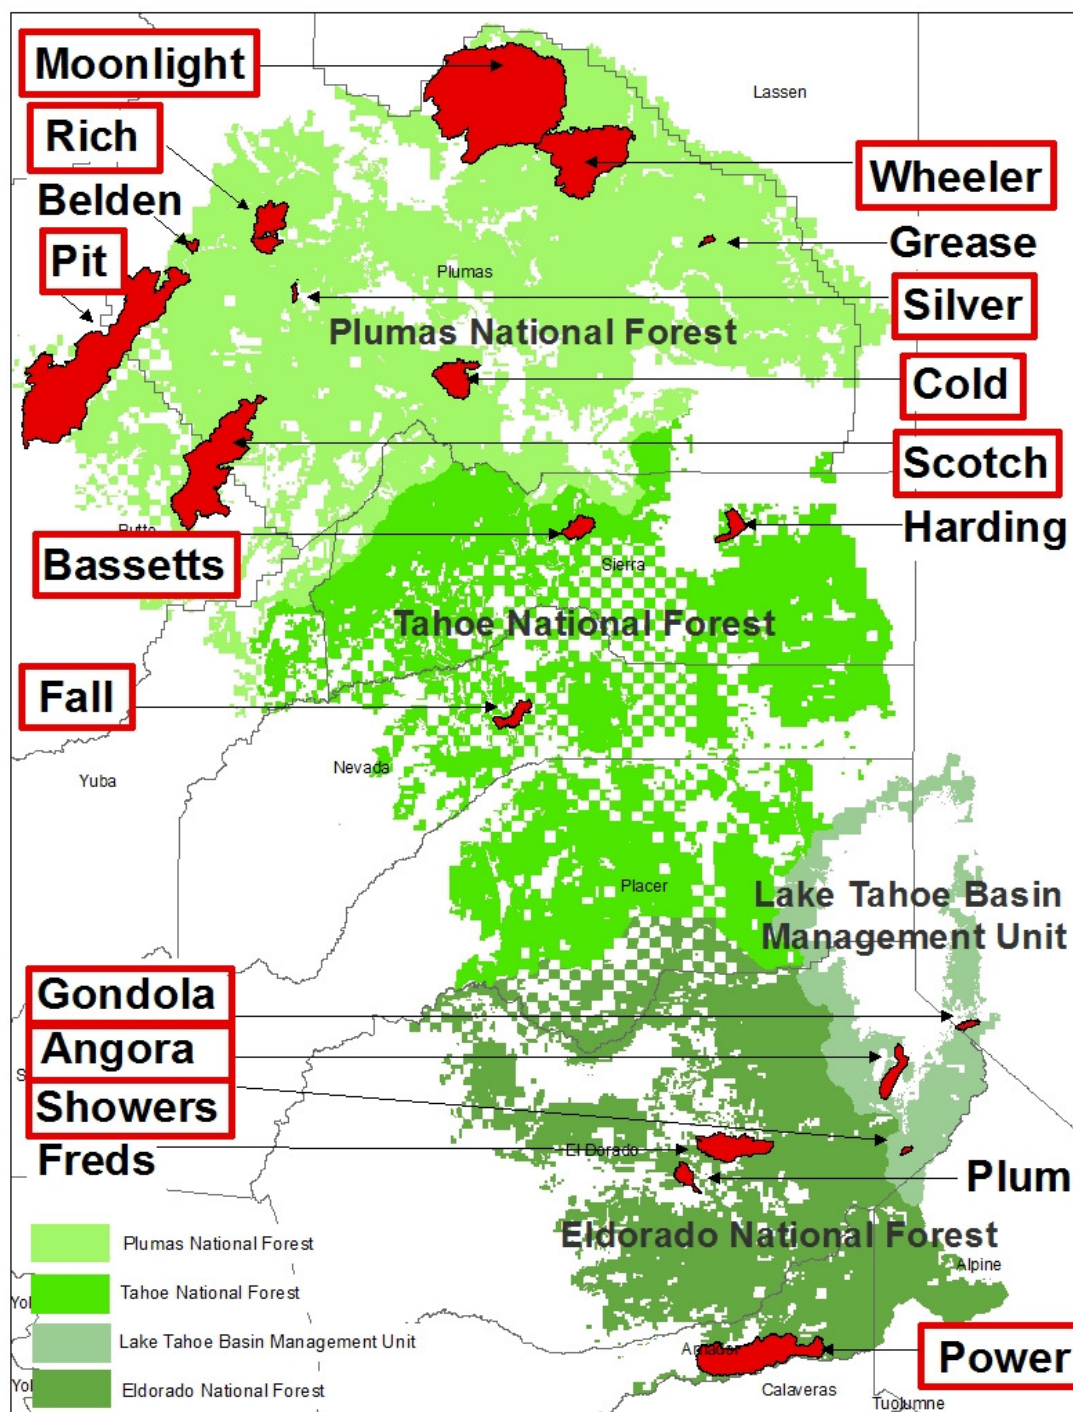 Moonlight
Lassen
Rich
Wheeler
Belden
Grease
Pit
Plumas
Silver
Plumas National Forest
Cold
Scotch
Harding
Butte
Bassetts
Sierra
Tahoe National Forest
Fall
Nevada
Yuba
Placer
Lake Tahoe Basin
Management Unit
Gondola
Angora
Showers
Freds
El Dorado
Plum
Eldorado National Forest
Plumas National Forest
Alpine
Tahoe National Forest
Lake Tahoe Basin Management Unit
Amador
Power
Eldorado National Forest
Calaveras
Tuolumne